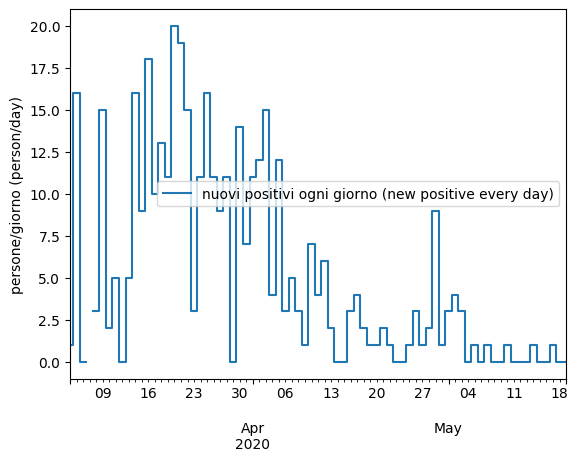 20.0
17.5
15.0
12.5
10.0
7.5
5.0
2.5
0.0
persone/giorno (person/day)
nuovi positivi ogni giorno (new positive every day)
09 16 23 30 06 13 20 27 04 11 18
Apr May
2020